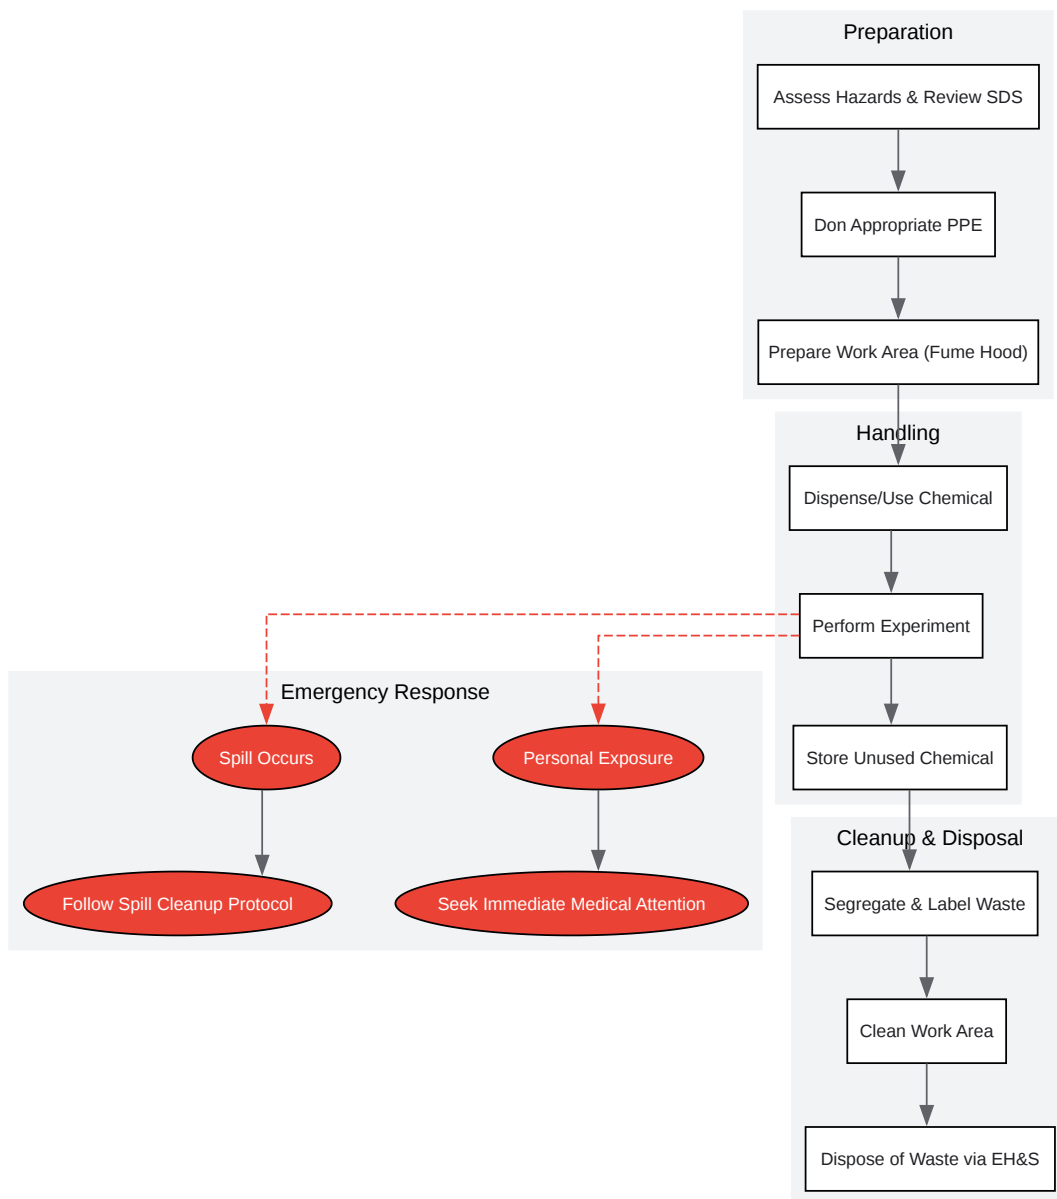 Preparation
Assess Hazards & Review SDS
Don Appropriate PPE
Prepare Work Area (Fume Hood)
Handling
Dispense/Use Chemical
Perform Experiment
Store Unused Chemical
Emergency Response
Spill Occurs
Personal Exposure
Follow Spill Cleanup Protocol
Seek Immediate Medical Attention
Cleanup & Disposal
Segregate & Label Waste
Clean Work Area
Dispose of Waste via EH&S